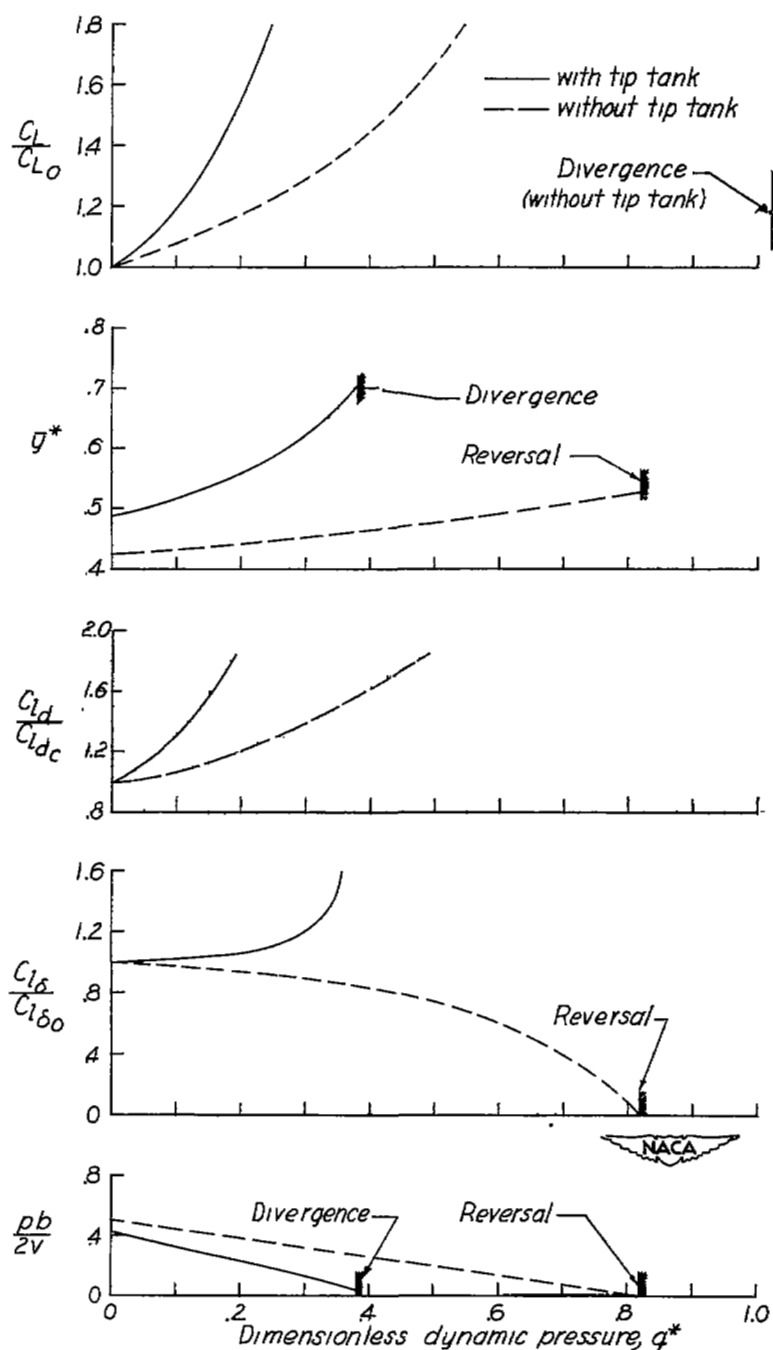 1.8
1.6
1.4
1.2
1.0
C_L
C_L0
with tip tank
without tip tank
Divergence
(without tip tank)
.8
.7
.6
.5
.4
ȳ*
Divergence
Reversal
2.0
1.6
1.2
.8
C_ld
C_ldc
1.6
1.2
.8
.4
0
C_lδ
C_lδ0
Reversal
NACA
.8
.4
0
pb
2v
Divergence
Reversal
0 .2 .4 .6 .8 1.0
Dimensionless dynamic pressure, q*